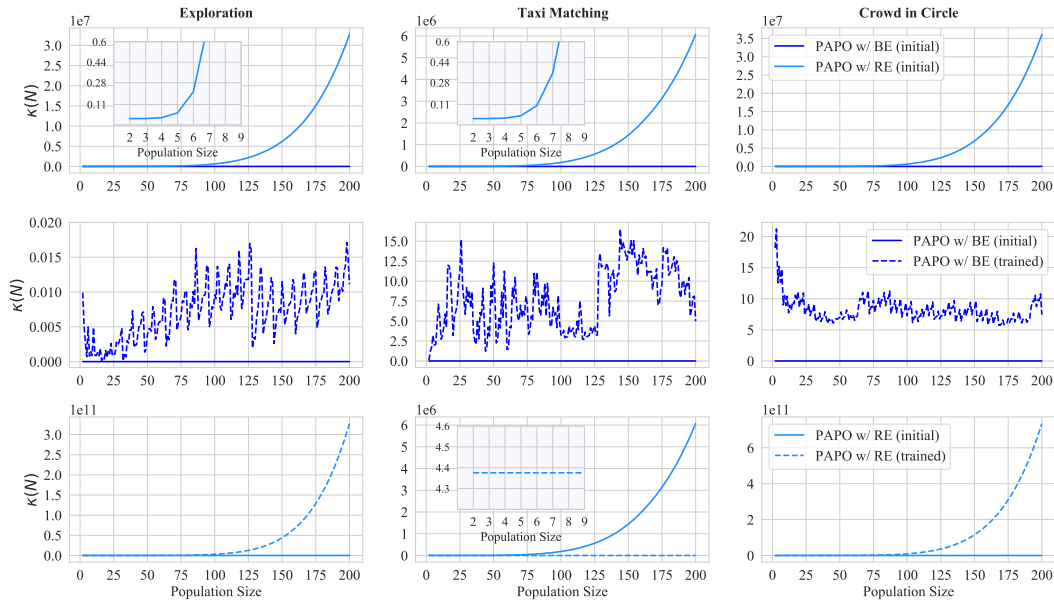 Exploration
1e7
3.0
2.5
2.0
1.5
1.0
0.5
0.0
κ(N)
0.6
0.44
0.28
0.11
2 3 4 5 6 7 8 9
Population Size
0 25 50 75 100 125 150 175 200
Taxi Matching
1e6
6
5
4
3
2
1
0
0.6
0.44
0.28
0.11
2 3 4 5 6 7 8 9
Population Size
0 25 50 75 100 125 150 175 200
Crowd in Circle
1e7
3.5
3.0
2.5
2.0
1.5
1.0
0.5
0.0
PAPO w/ BE (initial)
PAPO w/ RE (initial)
0 25 50 75 100 125 150 175 200
0.020
0.015
0.010
0.005
0.000
κ(N)
0 25 50 75 100 125 150 175 200
15.0
12.5
10.0
7.5
5.0
2.5
0.0
0 25 50 75 100 125 150 175 200
20
15
10
5
0
PAPO w/ BE (initial)
PAPO w/ BE (trained)
0 25 50 75 100 125 150 175 200
1e11
3.0
2.5
2.0
1.5
1.0
0.5
0.0
κ(N)
0 25 50 75 100 125 150 175 200
Population Size
1e6
6
5
4
3
2
1
0
4.6
4.4
4.3
2 3 4 5 6 7 8 9
Population Size
0 25 50 75 100 125 150 175 200
Population Size
1e11
6
4
2
0
PAPO w/ RE (initial)
PAPO w/ RE (trained)
0 25 50 75 100 125 150 175 200
Population Size